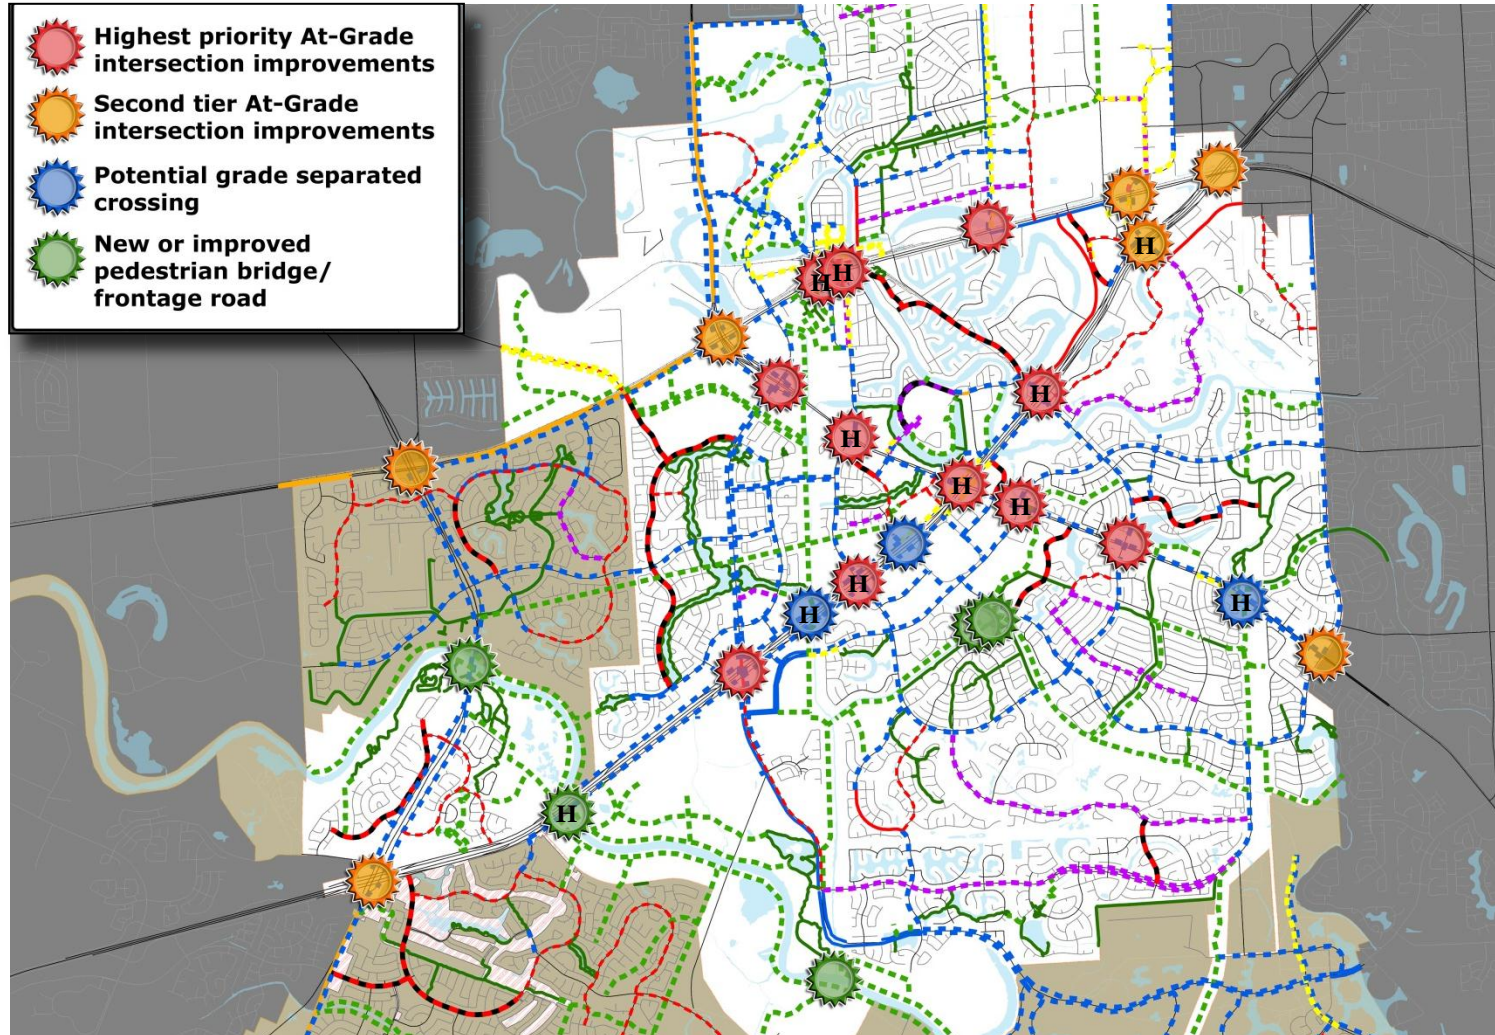 Highest priority At-Grade
intersection improvements
Second tier At-Grade
intersection improvements
Potential grade separated
crossing
New or improved
pedestrian bridge/
frontage road
H
H
H
H
H
H
H
H
H
H